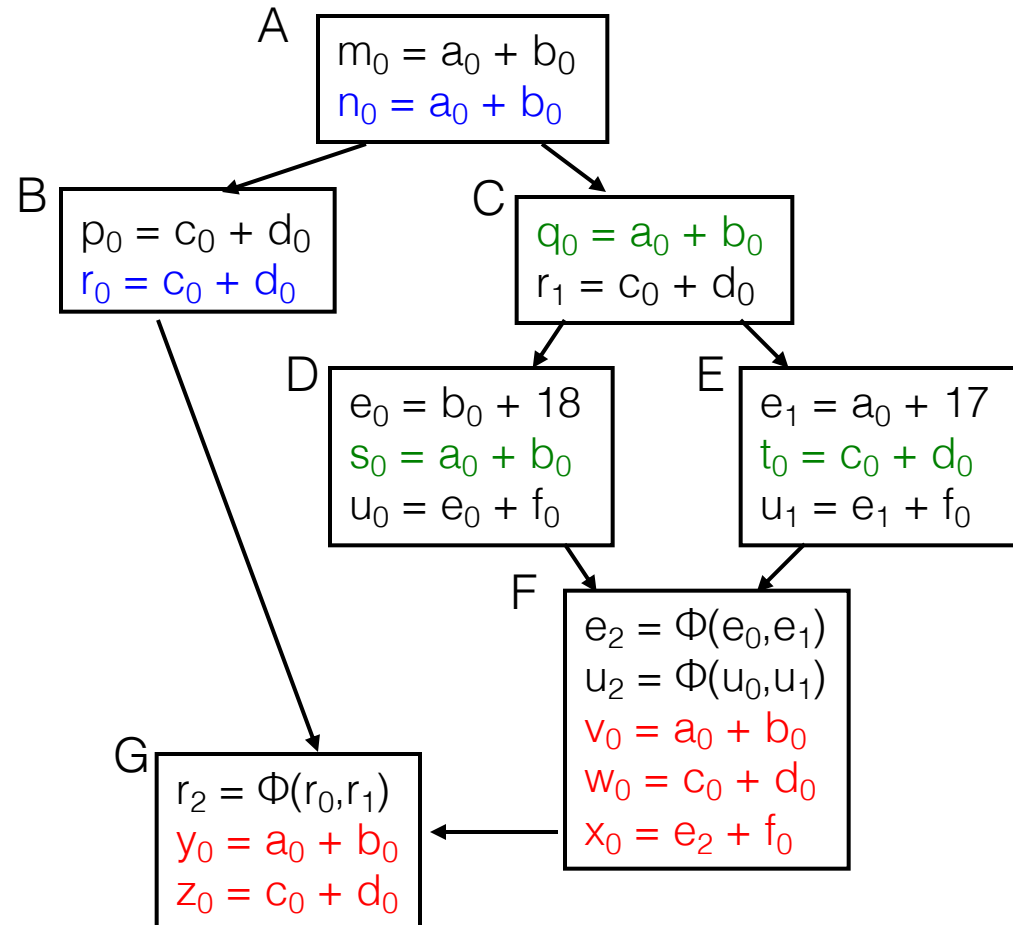 A
m₀ = a₀ + b₀
n₀ = a₀ + b₀
B
p₀ = c₀ + d₀
r₀ = c₀ + d₀
C
q₀ = a₀ + b₀
r₁ = c₀ + d₀
D
e₀ = b₀ + 18
s₀ = a₀ + b₀
u₀ = e₀ + f₀
E
e₁ = a₀ + 17
t₀ = c₀ + d₀
u₁ = e₁ + f₀
F
e₂ = Φ(e₀,e₁)
u₂ = Φ(u₀,u₁)
v₀ = a₀ + b₀
w₀ = c₀ + d₀
x₀ = e₂ + f₀
G
r₂ = Φ(r₀,r₁)
y₀ = a₀ + b₀
z₀ = c₀ + d₀